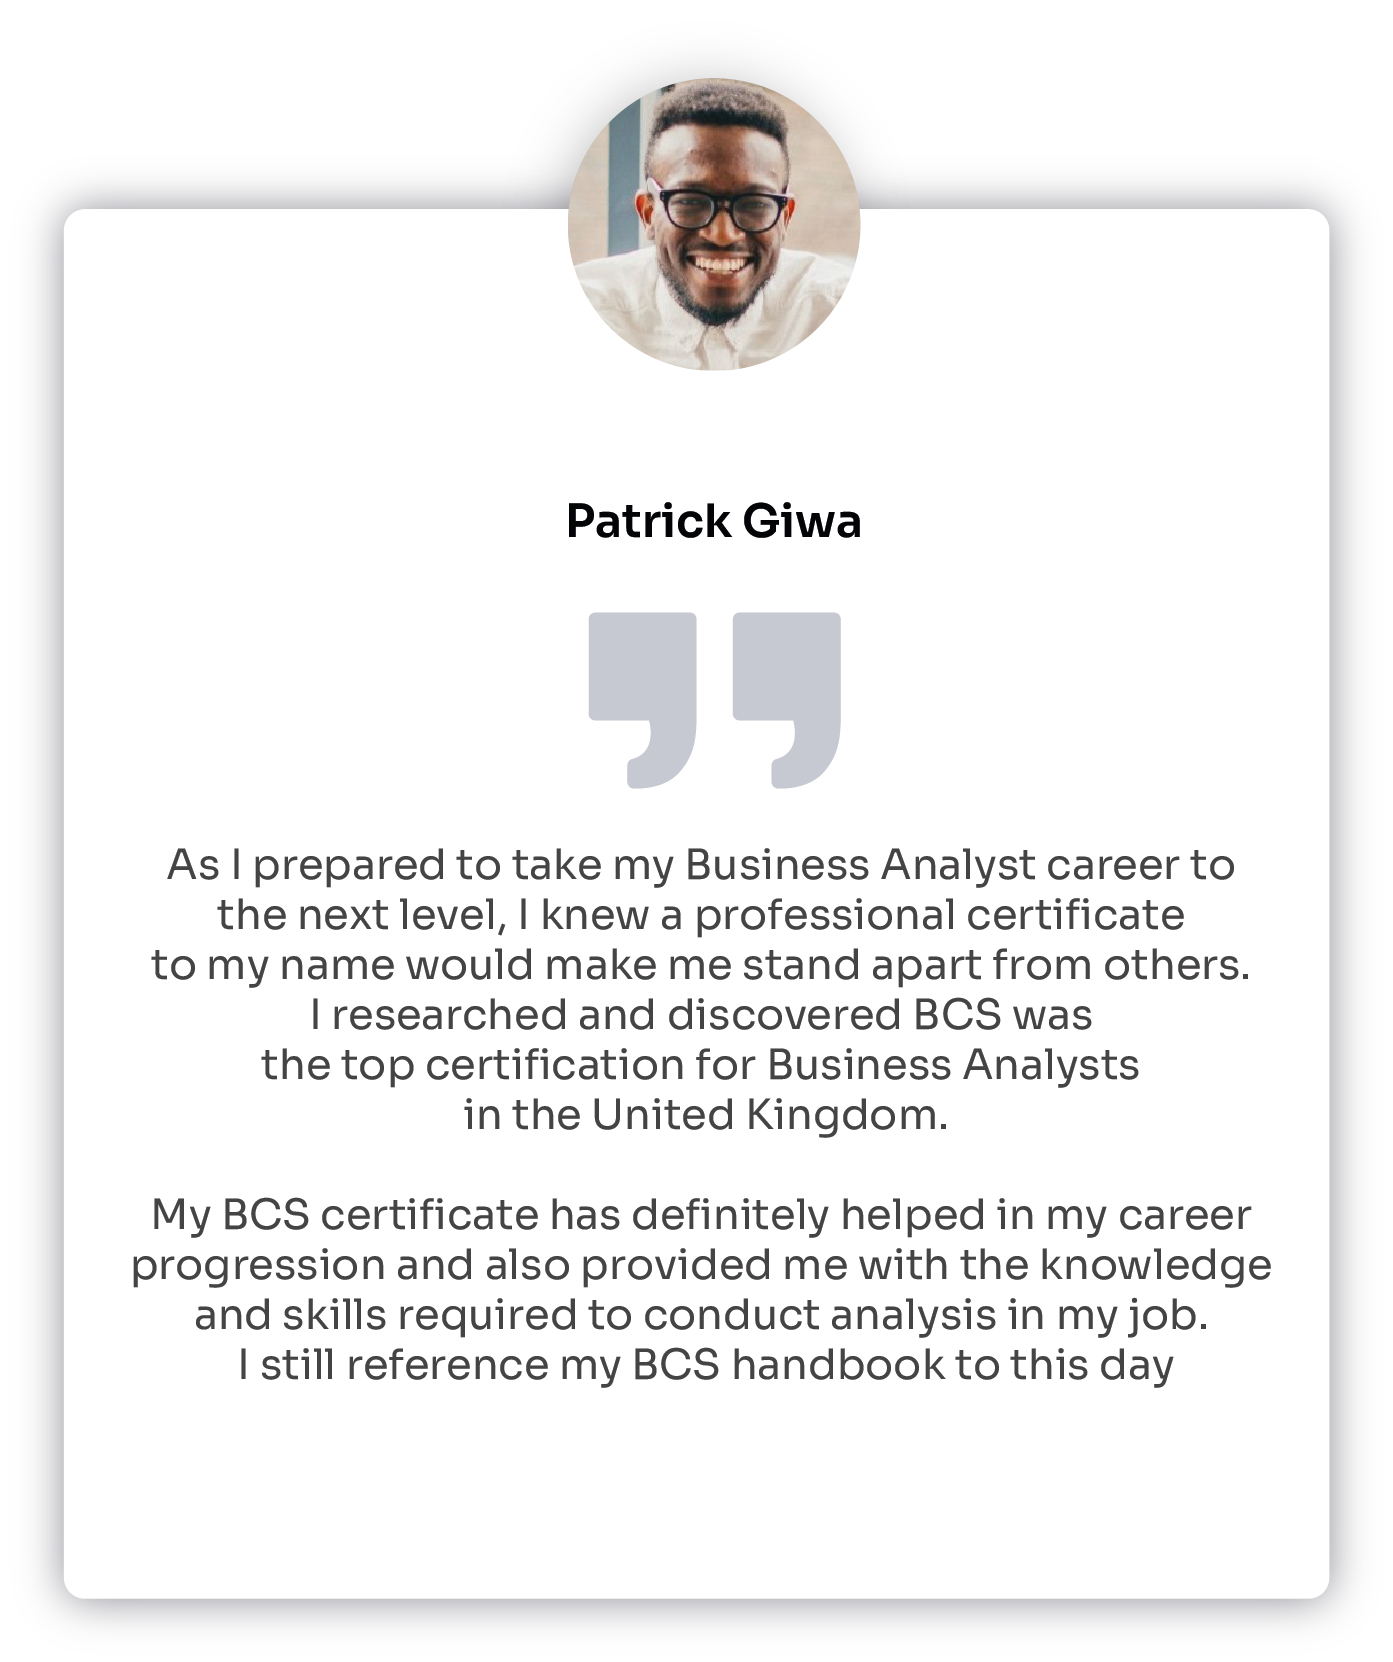 Patrick Giwa
As I prepared to take my Business Analyst career to
the next level, I knew a professional certificate
to my name would make me stand apart from others.
I researched and discovered BCS was
the top certification for Business Analysts
in the United Kingdom.
My BCS certificate has definitely helped in my career
progression and also provided me with the knowledge
and skills required to conduct analysis in my job.
I still reference my BCS handbook to this day